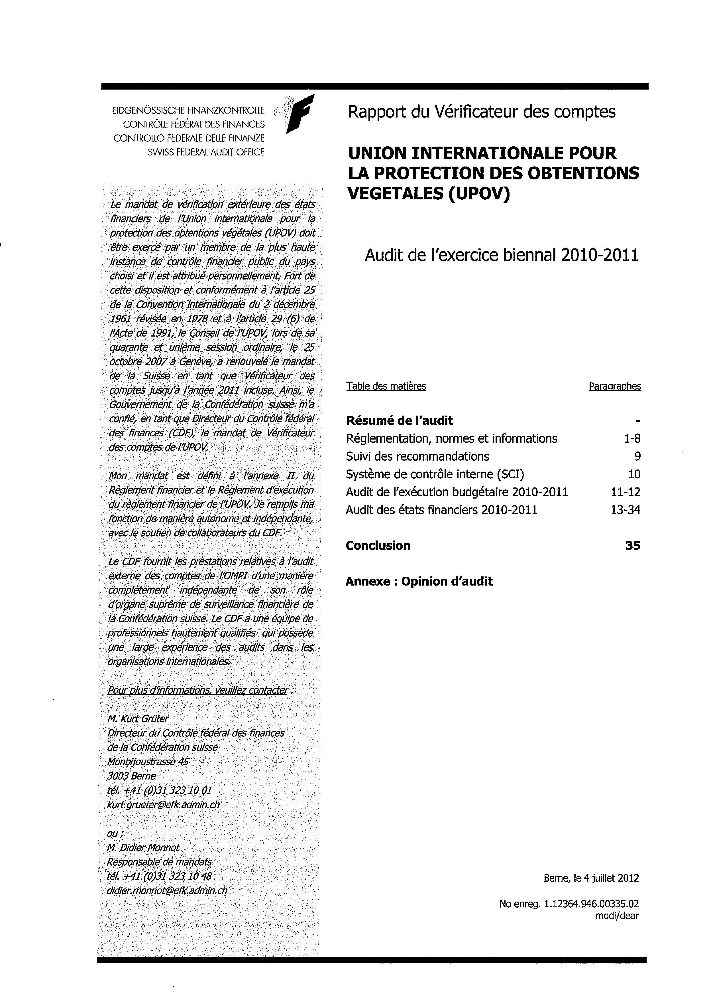 EIDGENÖSSISCHE FINANZKONTROLLE
CONTRÔLE FÉDÉRAL DES FINANCES
CONTROLLO FEDERALE DELLE FINANZE
SWISS FEDERAL AUDIT OFFICE
Le mandat de vérification extérieure des états
financiers de l'Union internationale pour la
protection des obtentions végétales (UPOV) doit
être exercé par un membre de la plus haute
instance de contrôle financier public du pays
choisi et il est attribué personnellement. Fort de
cette disposition et conformément à l'article 25
de la Convention internationale du 2 décembre
1961 révisée en 1978 et à l'article 29 (6) de
l'Acte de 1991, le Conseil de l'UPOV, lors de sa
quarante et unième session ordinaire, le 25
octobre 2007 à Genève, a renouvelé le mandat
de la Suisse en tant que Vérificateur des
comptes jusqu'à l'année 2011 incluse. Ainsi, le
Gouvernement de la Confédération suisse m'a
confié, en tant que Directeur du Contrôle fédéral
des finances (CDF), le mandat de Vérificateur
des comptes de l'UPOV.
Mon mandat est défini à l'annexe II du
Règlement financier et le Règlement d'exécution
du règlement financier de l'UPOV. Je remplis ma
fonction de manière autonome et indépendante,
avec le soutien de collaborateurs du CDF.
Le CDF fournit les prestations relatives à l'audit
externe des comptes de l'OMPI d'une manière
complètement indépendante de son rôle
d'organe suprême de surveillance financière de
la Confédération suisse. Le CDF a une équipe de
professionnels hautement qualifiés qui possède
une large expérience des audits dans les
organisations internationales.
Pour plus d'informations, veuillez contacter :
M. Kurt Grüter
Directeur du Contrôle fédéral des finances
de la Confédération suisse
Monbijoustrasse 45
3003 Berne
tél. +41 (0)31 323 10 01
kurt.grueter@efk.admin.ch
ou :
M. Didier Monnot
Responsable de mandats
tél. +41 (0)31 323 10 48
didier.monnot@efk.admin.ch
Rapport du Vérificateur des comptes
UNION INTERNATIONALE POUR
LA PROTECTION DES OBTENTIONS
VEGETALES (UPOV)
Audit de l'exercice biennal 2010-2011
Table des matières Paragraphes
Résumé de l'audit -
Réglementation, normes et informations 1-8
Suivi des recommandations 9
Système de contrôle interne (SCI) 10
Audit de l'exécution budgétaire 2010-2011 11-12
Audit des états financiers 2010-2011 13-34
Conclusion 35
Annexe : Opinion d'audit
Berne, le 4 juillet 2012
No enreg. 1.12364.946.00335.02
modi/dear